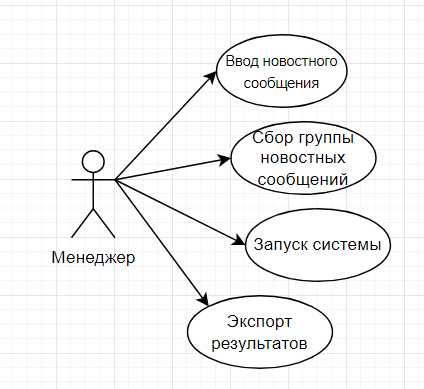 Ввод новостного
сообщения
Сбор группы
новостных
сообщений
Запуск системы
Менеджер
Экспорт
результатов